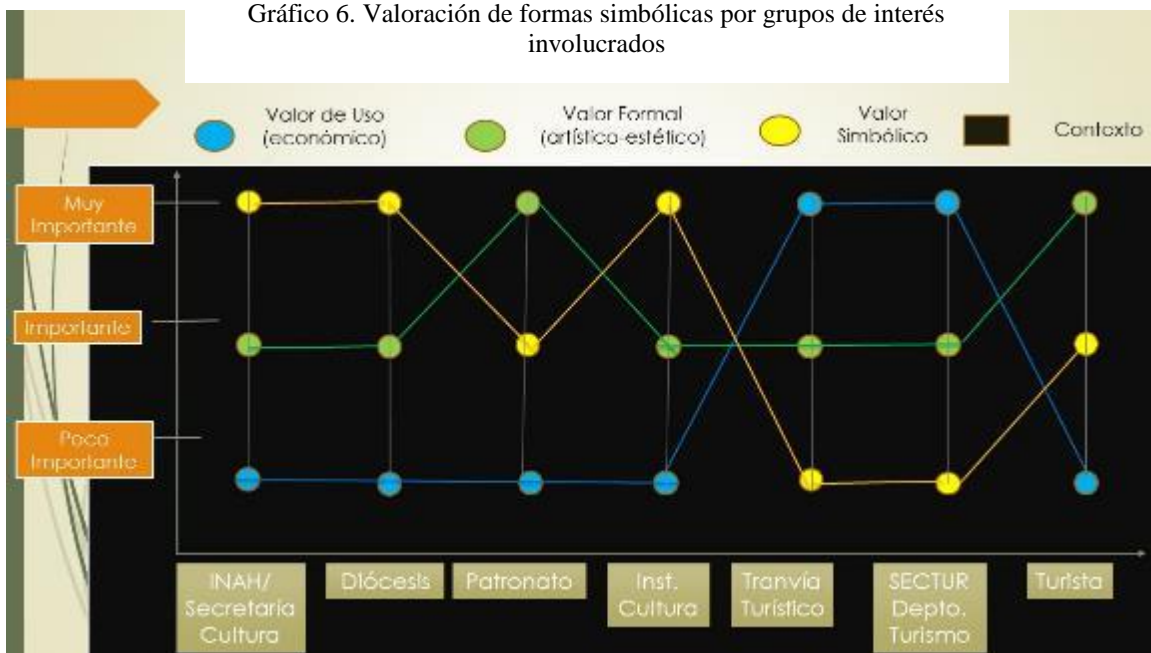 Gráfico 6. Valoración de formas simbólicas por grupos de interés
involucrados
Valor de Uso
(económico)
Valor Formal
(artístico-estético)
Valor
Simbólico
Contexto
Muy
Importante
Importante
Poco
Importante
INAH/
Secretaría
Cultura
Diócesis
Patronato
Inst.
Cultura
Tranvía
Turístico
SECTUR
Depto.
Turismo
Turista